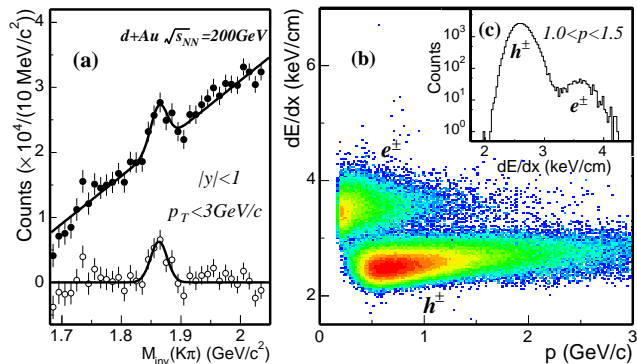 (a)
d+Au √s_NN=200GeV
|y|<1
p_T<3GeV/c
Counts (× 10⁴/(10 MeV/c²)
4
3
2
1
0
1.7
1.8
1.9
2
M_inv(Kπ) (GeV/c²)
(b)
dE/dx (keV/cm)
6
4
2
e±
h±
0
1
2
3
p (GeV/c)
(c)
1.0<p<1.5
h±
e±
Counts
10³
10²
10¹
10⁰
2
3
4
dE/dx (keV/cm)